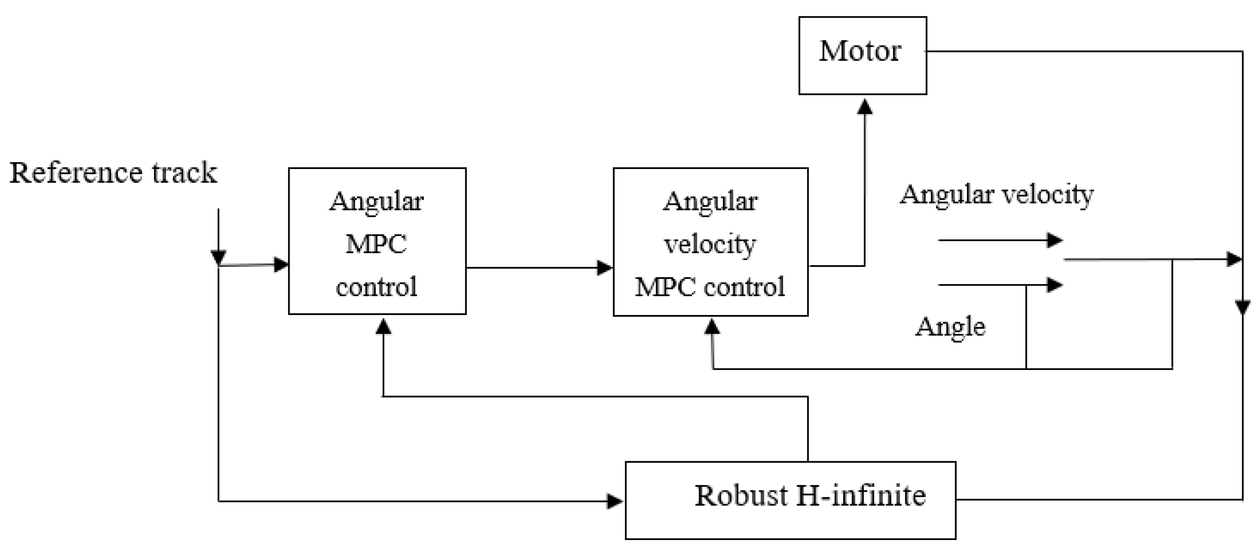 Motor
Reference track
Angular
MPC
control
Angular
velocity
MPC control
Angular velocity
Angle
Robust H-infinite